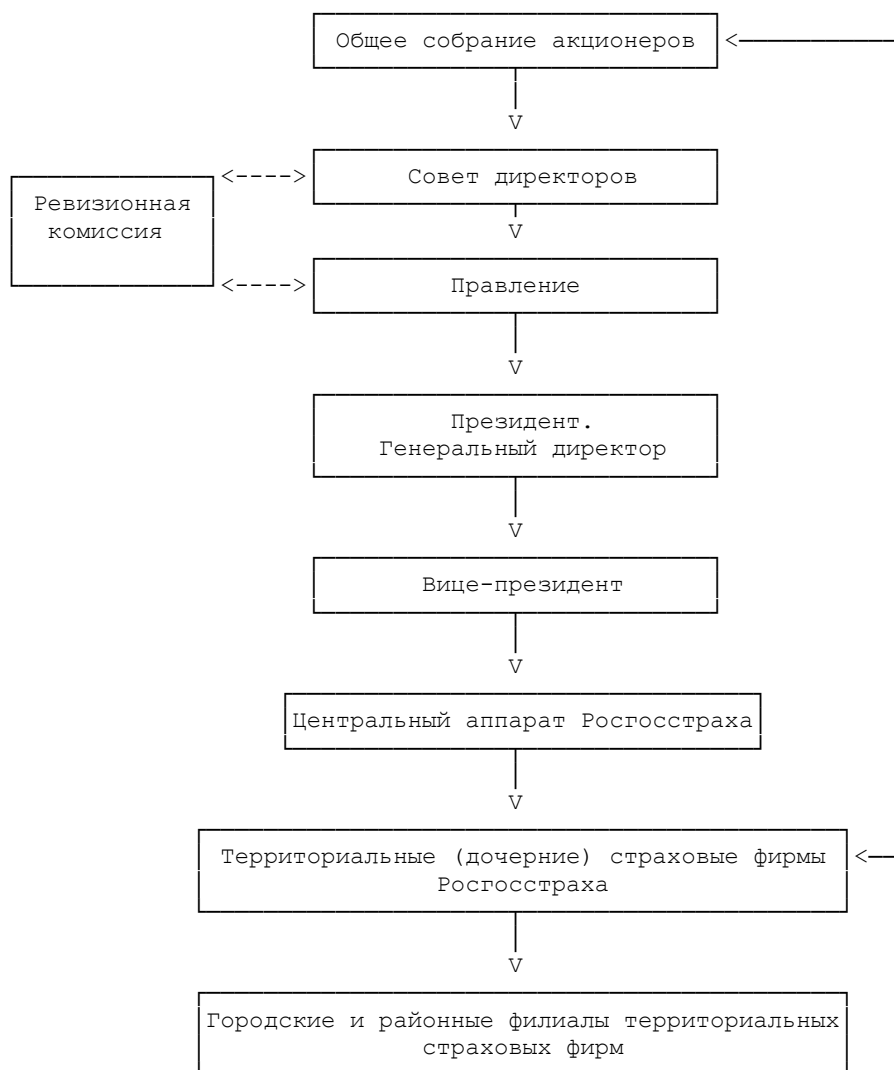 Общее собрание акционеров
Совет директоров
Ревизионная
комиссия
Правление
Президент.
Генеральный директор
Вице-президент
Центральный аппарат Росгосстраха
Территориальные (дочерние) страховые фирмы
Росгосстраха
Городские и районные филиалы территориальных
страховых фирм